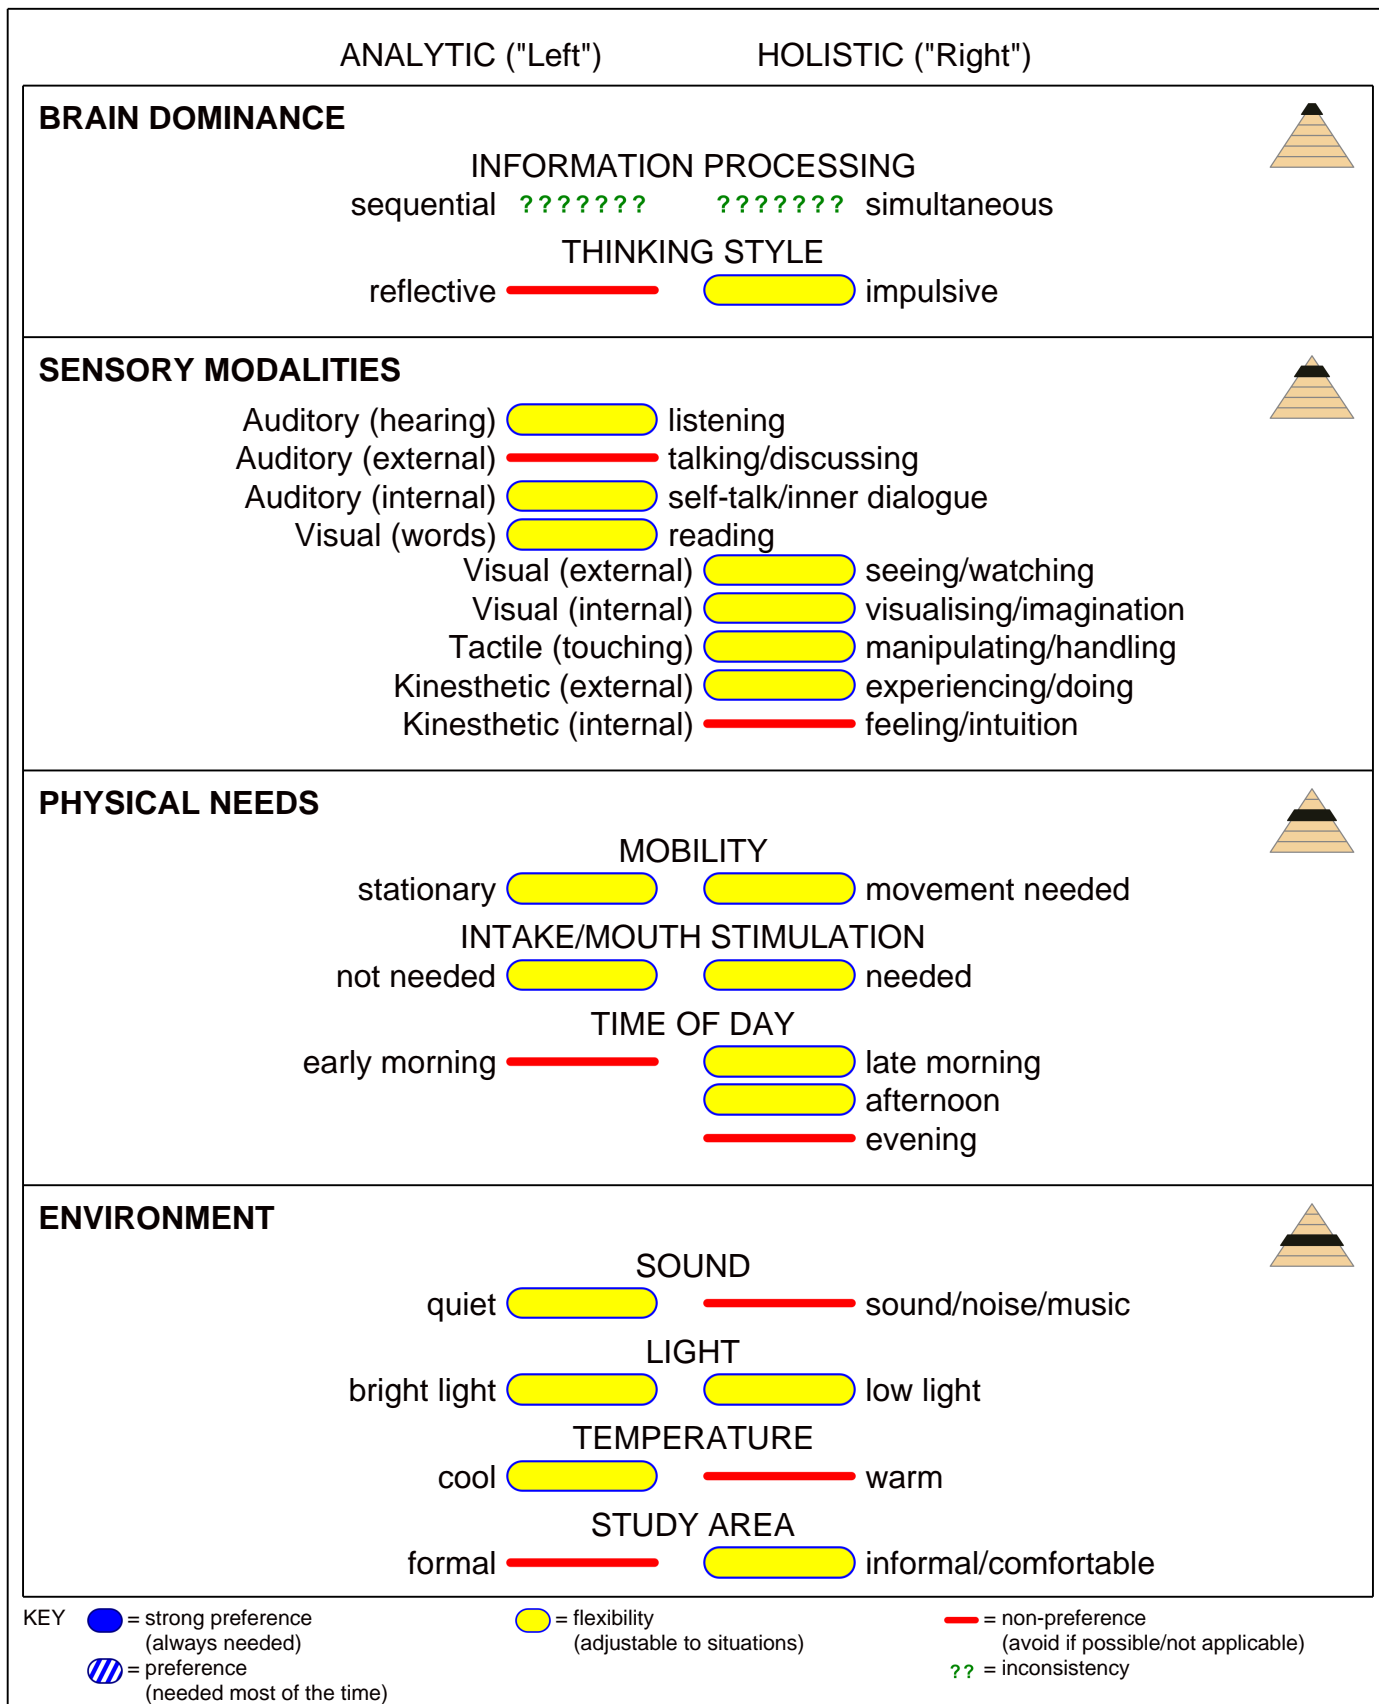 ANALYTIC ("Left") HOLISTIC ("Right")
BRAIN DOMINANCE
INFORMATION PROCESSING
sequential ??????? ??????? simultaneous
THINKING STYLE
reflective impulsive
SENSORY MODALITIES
Auditory (hearing) listening
Auditory (external) talking/discussing
Auditory (internal) self-talk/inner dialogue
Visual (words) reading
Visual (external) seeing/watching
Visual (internal) visualising/imagination
Tactile (touching) manipulating/handling
Kinesthetic (external) experiencing/doing
Kinesthetic (internal) feeling/intuition
PHYSICAL NEEDS
MOBILITY
stationary movement needed
INTAKE/MOUTH STIMULATION
not needed needed
TIME OF DAY
early morning late morning
afternoon
evening
ENVIRONMENT
SOUND
quiet sound/noise/music
LIGHT
bright light low light
TEMPERATURE
cool warm
STUDY AREA
formal informal/comfortable
KEY = strong preference = flexibility = non-preference
(always needed) (adjustable to situations) (avoid if possible/not applicable)
= preference ?? = inconsistency
(needed most of the time)